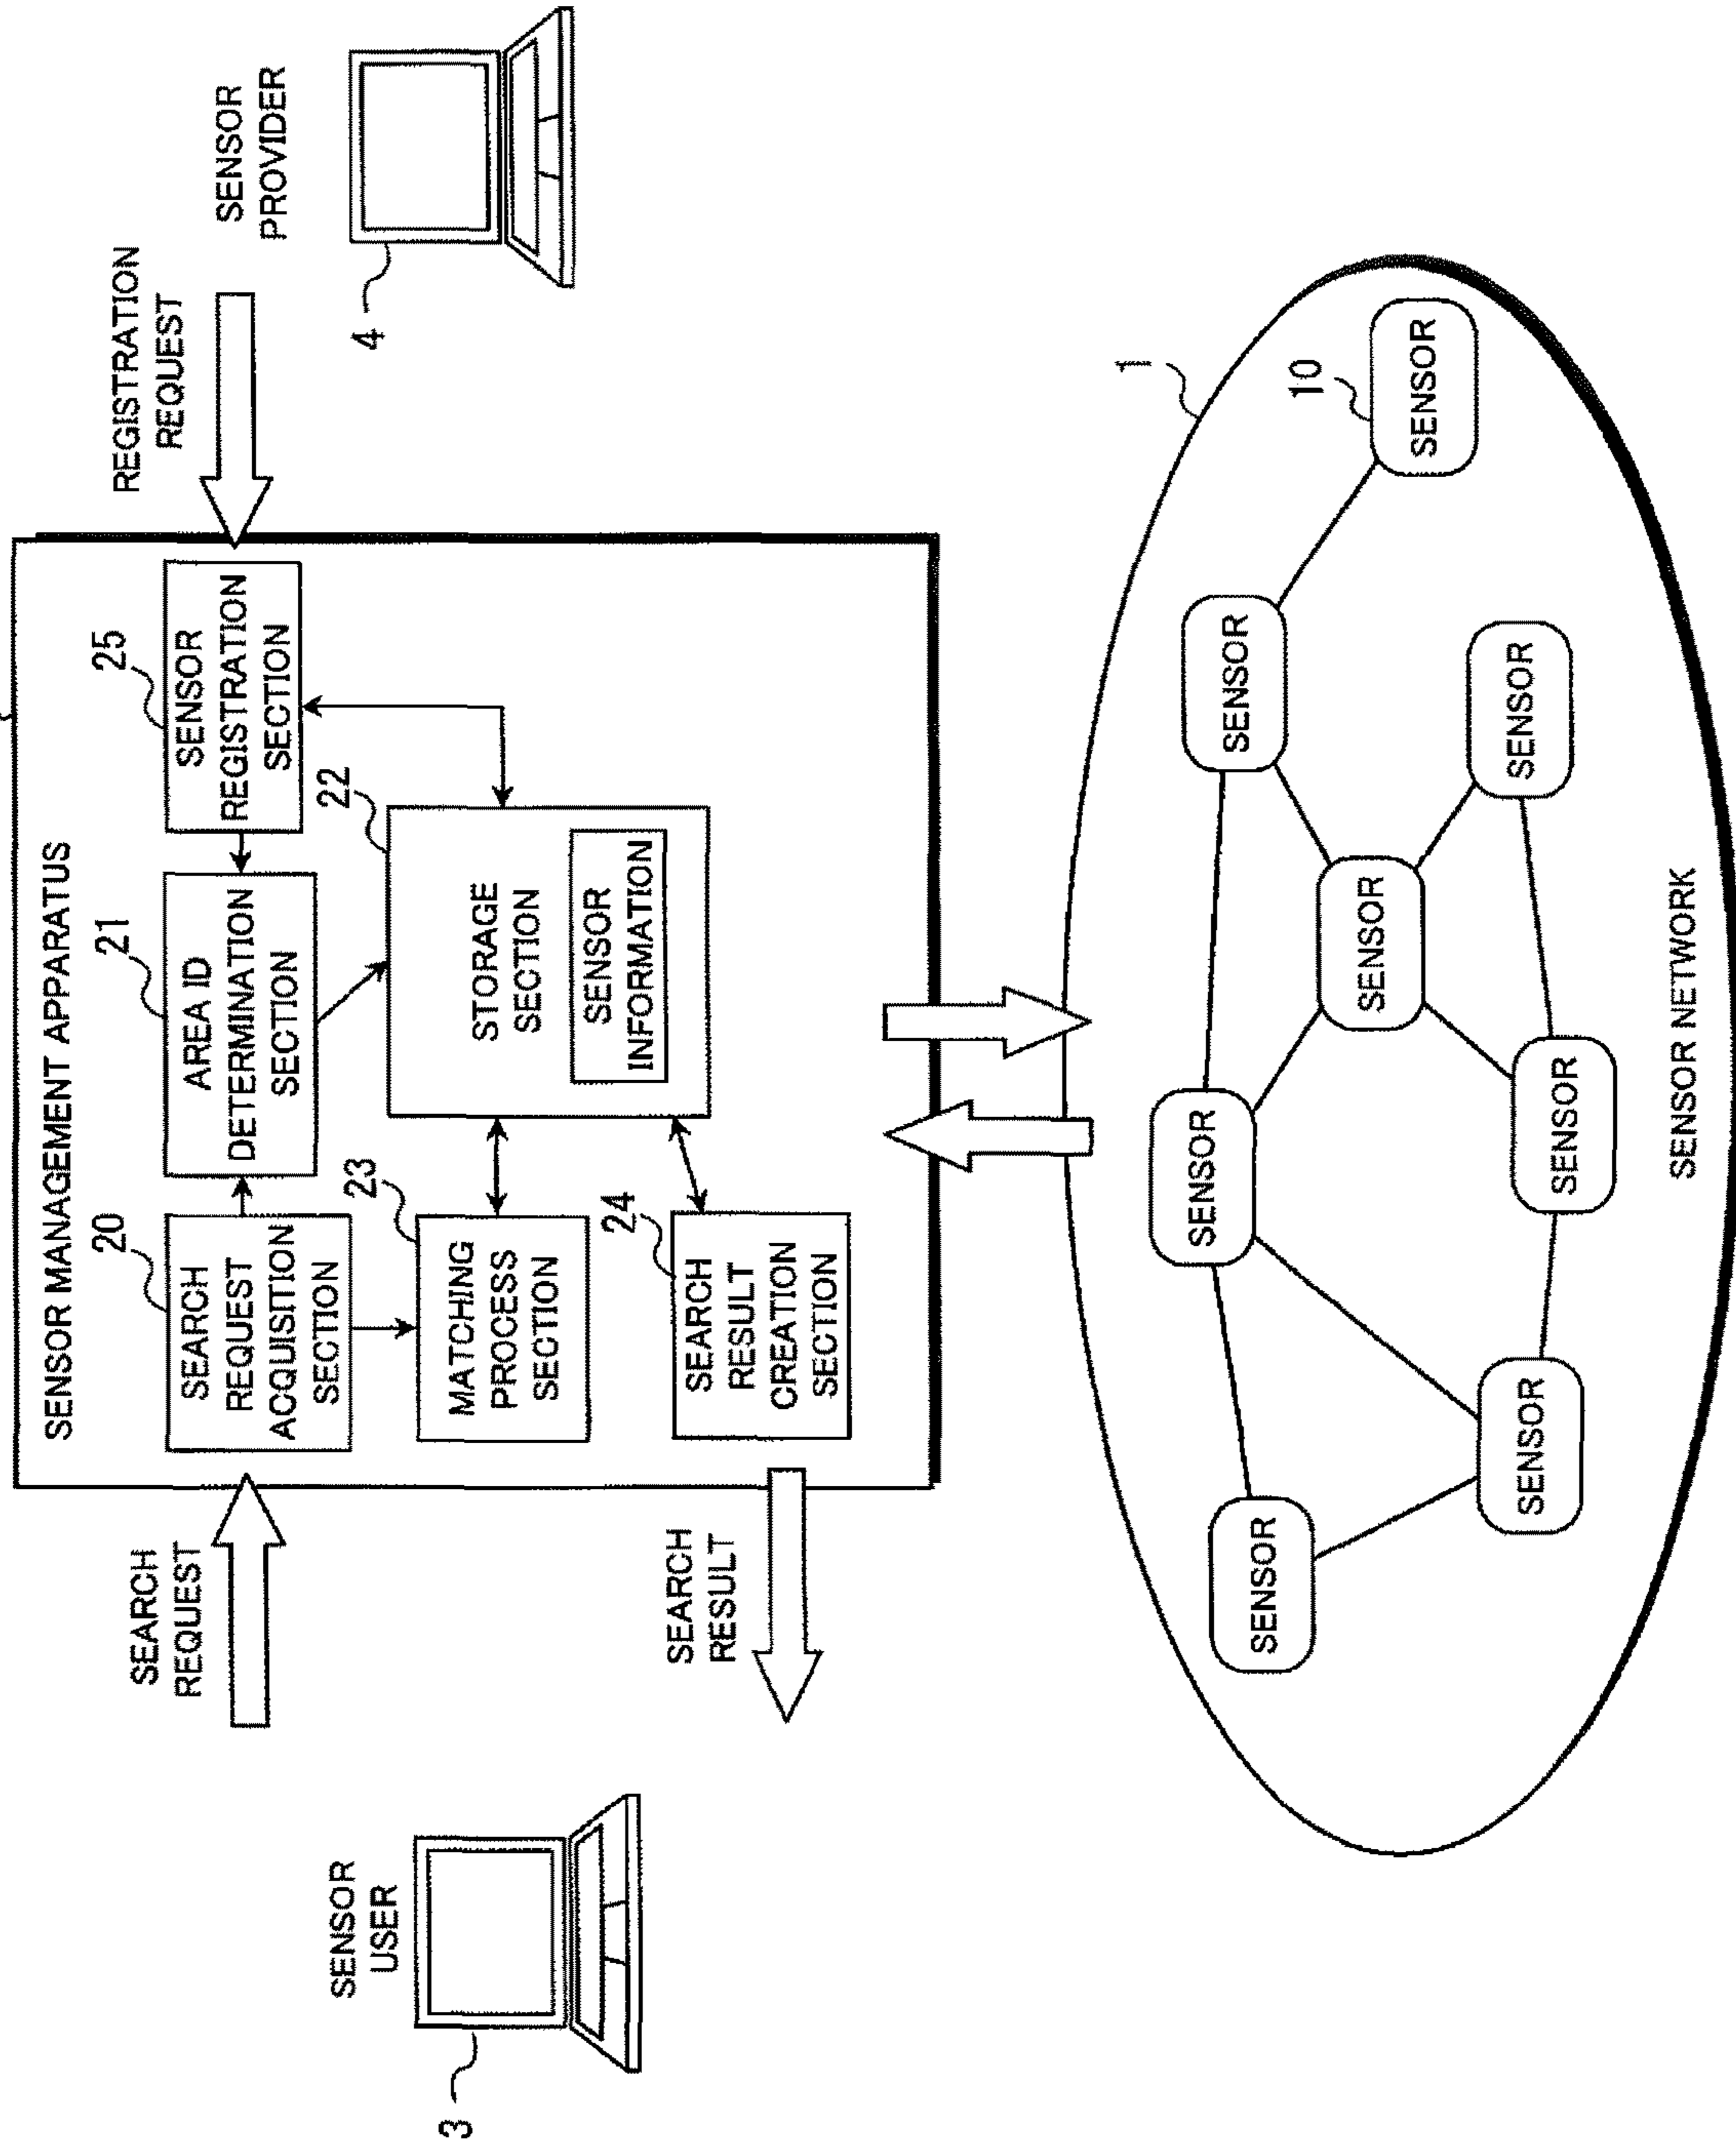 SENSOR MANAGEMENT APPARATUS
SEARCH
REQUEST
20
SEARCH
REQUEST
ACQUISITION
SECTION
21
AREA ID
DETERMINATION
SECTION
25
SENSOR
REGISTRATION
SECTION
REGISTRATION
REQUEST
SENSOR
PROVIDER
4
SENSOR
USER
3
23
MATCHING
PROCESS
SECTION
22
STORAGE
SECTION
SENSOR
INFORMATION
SEARCH
RESULT
24
SEARCH
RESULT
CREATION
SECTION
1
10
SENSOR
SENSOR
SENSOR
SENSOR
SENSOR
SENSOR
SENSOR
SENSOR
SENSOR NETWORK